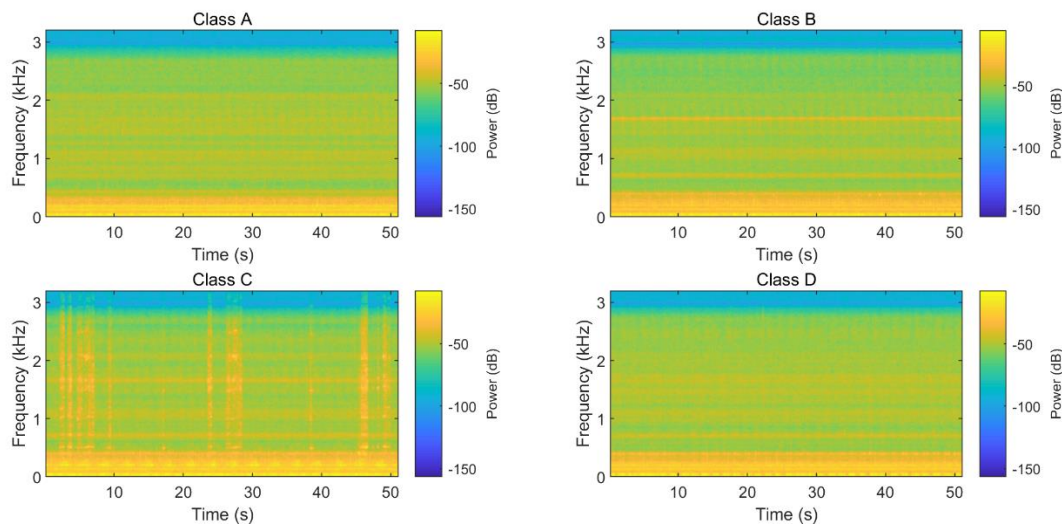 Class A
3
2
1
0
Frequency (kHz)
10 20 30 40 50
Time (s)
-50
-100
-150
Power (dB)
Class B
3
2
1
0
Frequency (kHz)
10 20 30 40 50
Time (s)
-50
-100
-150
Power (dB)
Class C
3
2
1
0
Frequency (kHz)
10 20 30 40 50
Time (s)
-50
-100
-150
Power (dB)
Class D
3
2
1
0
Frequency (kHz)
10 20 30 40 50
Time (s)
-50
-100
-150
Power (dB)